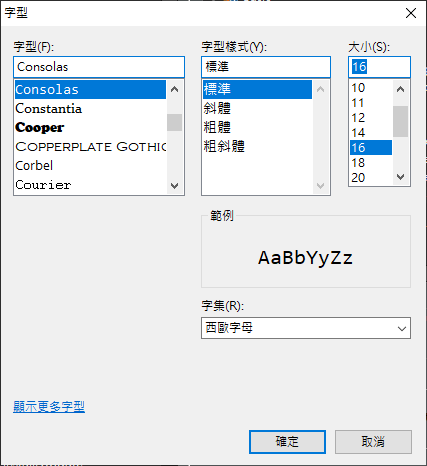 字型
字型(F):
Consolas
Consolas
Constantia
Cooper
COPPERPLATE GOTHIC
Corbel
Courier
字型樣式(Y):
標準
標準
斜體
粗體
粗斜體
大小(S):
16
10
11
12
14
16
18
20
範例
AaBbYyZz
字集(R):
西歐字母
顯示更多字型
確定
取消